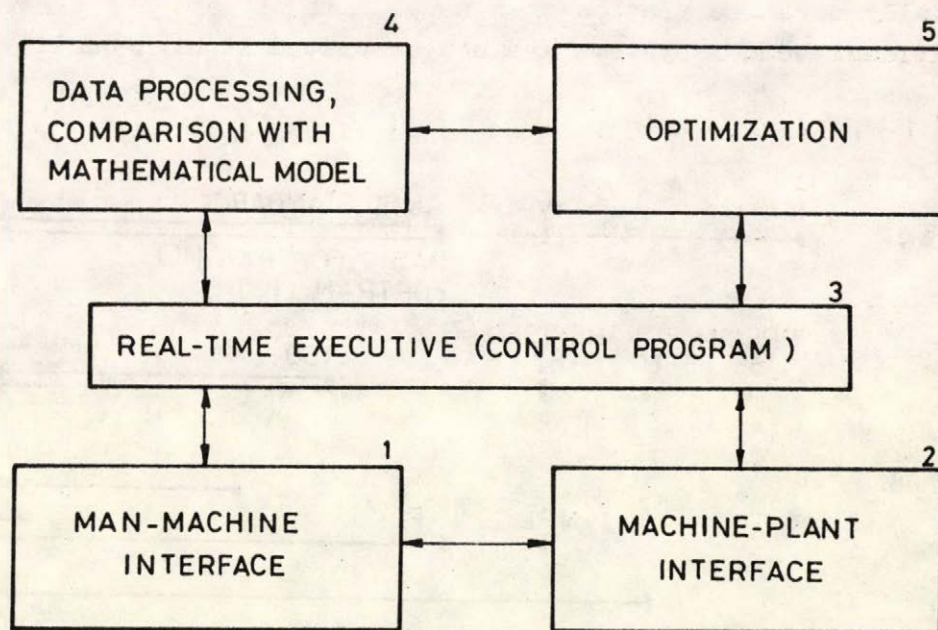 4
DATA PROCESSING,
COMPARISON WITH
MATHEMATICAL MODEL
5
OPTIMIZATION
3
REAL-TIME EXECUTIVE (CONTROL PROGRAM)
1
MAN-MACHINE
INTERFACE
2
MACHINE-PLANT
INTERFACE